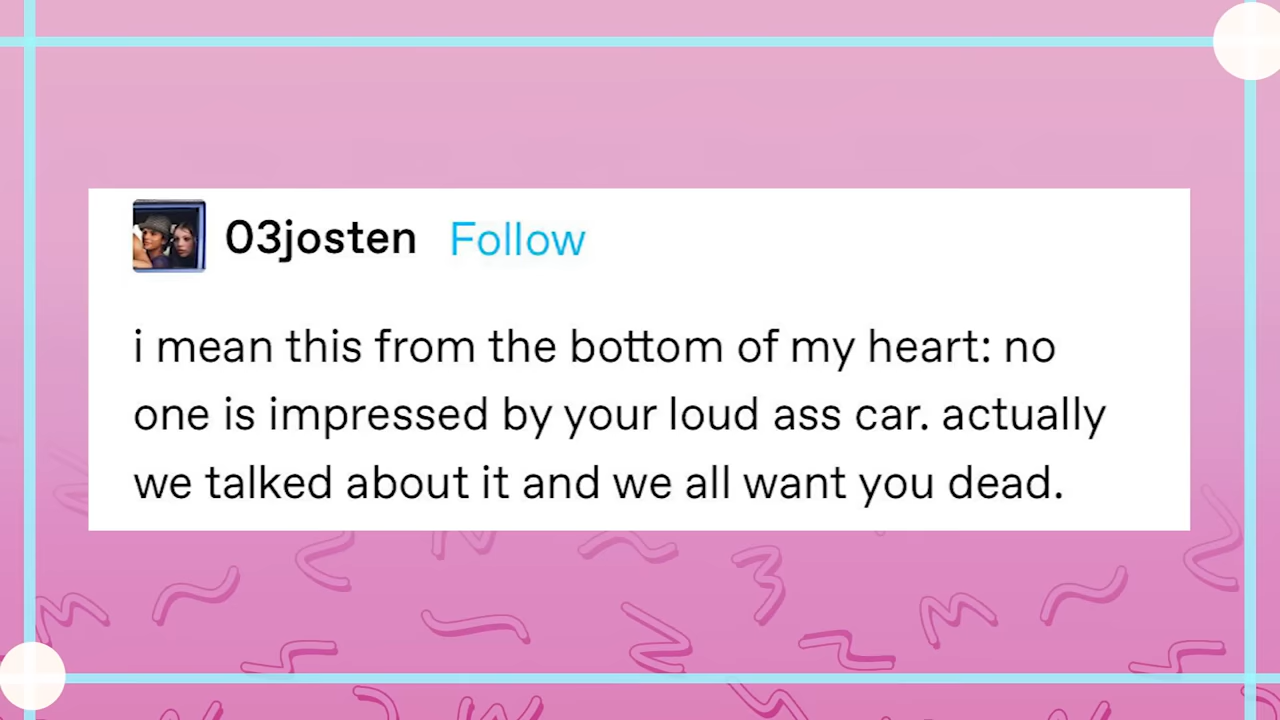 03josten Follow
i mean this from the bottom of my heart: no
one is impressed by your loud ass car. actually
we talked about it and we all want you dead.